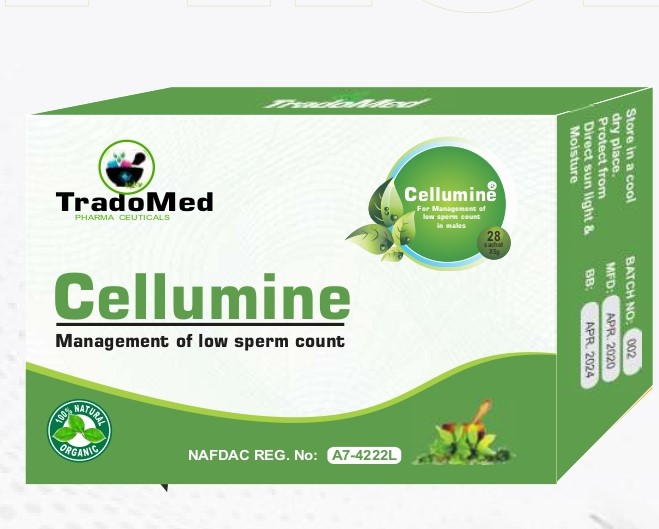 TradoMed
TradoMed
PHARMA CEUTICALS
Cellumine
For Management of
low sperm count
in males
28
sachet
Cellumine
Management of low sperm count
100% NATURAL
ORGANIC
NAFDAC REG. No: A7-4222L
Store in a cool
dry place.
Protect from
Direct sun light &
Moisture
BATCH NO: 002
MFD: APR. 2020
BB: APR. 2024